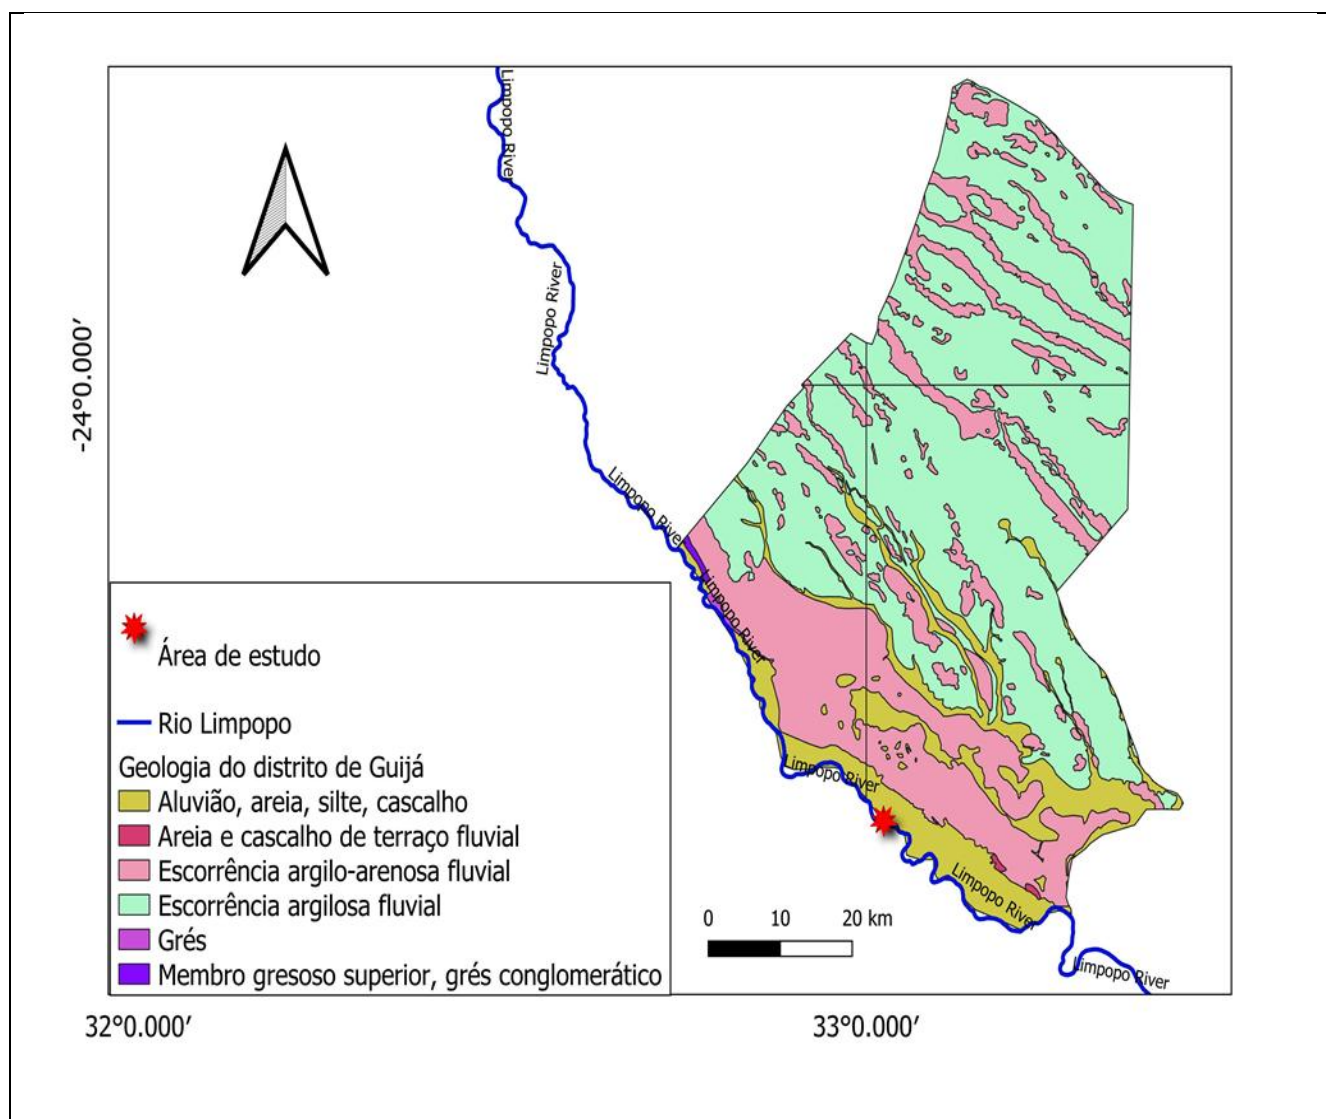 Limpopo River
Limpopo River
-24°0.000′
Limpopo River
Limpopo River
Limpopo River
Limpopo River
Limpopo River
Área de estudo
Rio Limpopo
Geologia do distrito de Guijá
Aluvião, areia, silte, cascalho
Areia e cascalho de terraço fluvial
Escorrência argilo-arenosa fluvial
Escorrência argilosa fluvial
Grés
Membro gresoso superior, grés conglomerático
0 10 20 km
32°0.000′ 33°0.000′